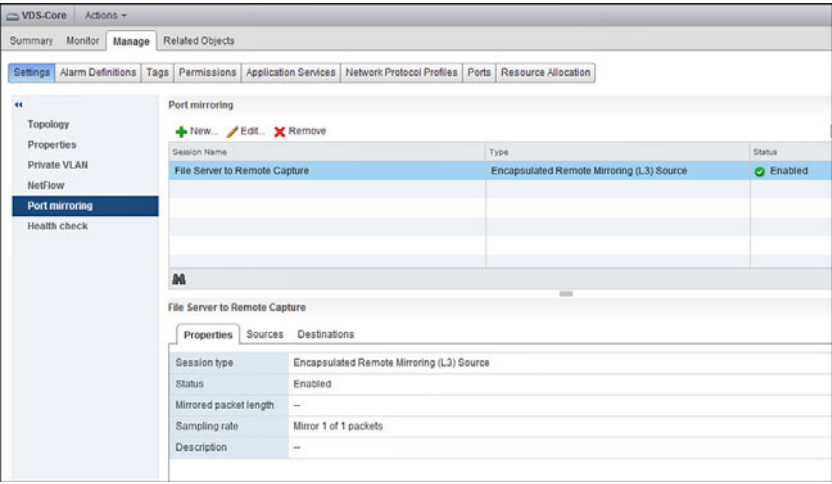 VDS-Core Actions
Summary Monitor Manage Related Objects
Settings Alarm Definitions Tags Permissions Application Services Network Protocol Profiles Ports Resource Allocation
Topology
Properties
Private VLAN
NetFlow
Port mirroring
Health check
Port mirroring
New... Edit... Remove
Session Name Type Status
File Server to Remote Capture Encapsulated Remote Mirroring (L3) Source Enabled
File Server to Remote Capture
Properties Sources Destinations
Session type Encapsulated Remote Mirroring (L3) Source
Status Enabled
Mirrored packet length --
Sampling rate Mirror 1 of 1 packets
Description --